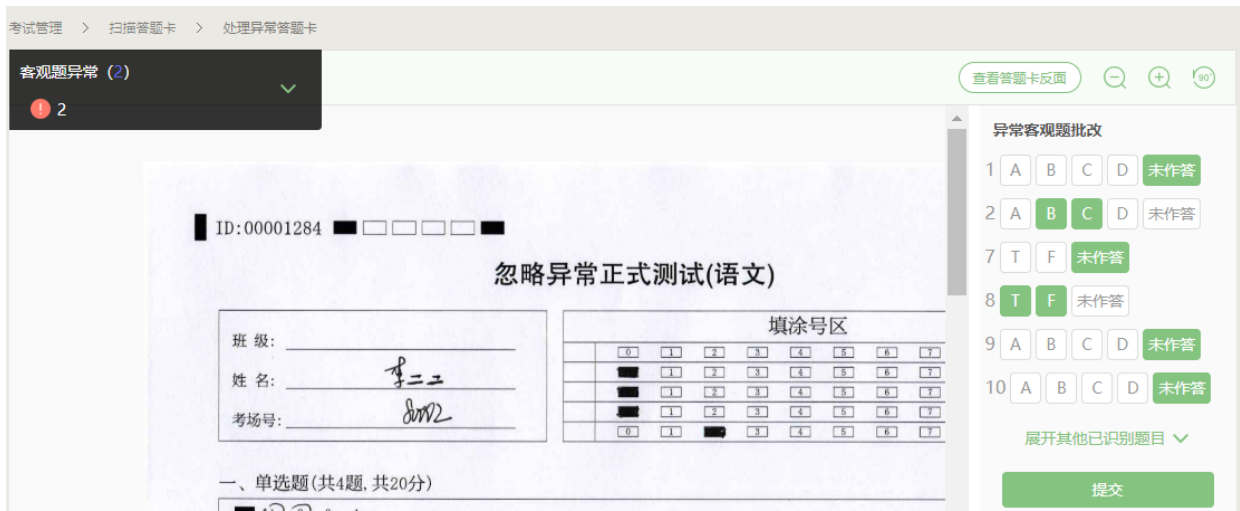 考试管理 > 扫描答题卡 > 处理异常答题卡
客观题异常 (2)
! 2
查看答题卡反面 90°
异常客观题批改
1 A B C D 未作答
2 A B C D 未作答
7 T F 未作答
8 T F 未作答
9 A B C D 未作答
10 A B C D 未作答
展开其他已识别题目
提交
ID:00001284
忽略异常正式测试(语文)
班 级:
姓 名: 李二二
考场号: 8002
填涂号区
0 1 2 3 4 5 6 7
1 2 3 4 5 6 7
1 2 3 4 5 6 7
1 2 3 4 5 6 7
0 1 3 4 5 6 7
一、单选题(共4题,共20分)